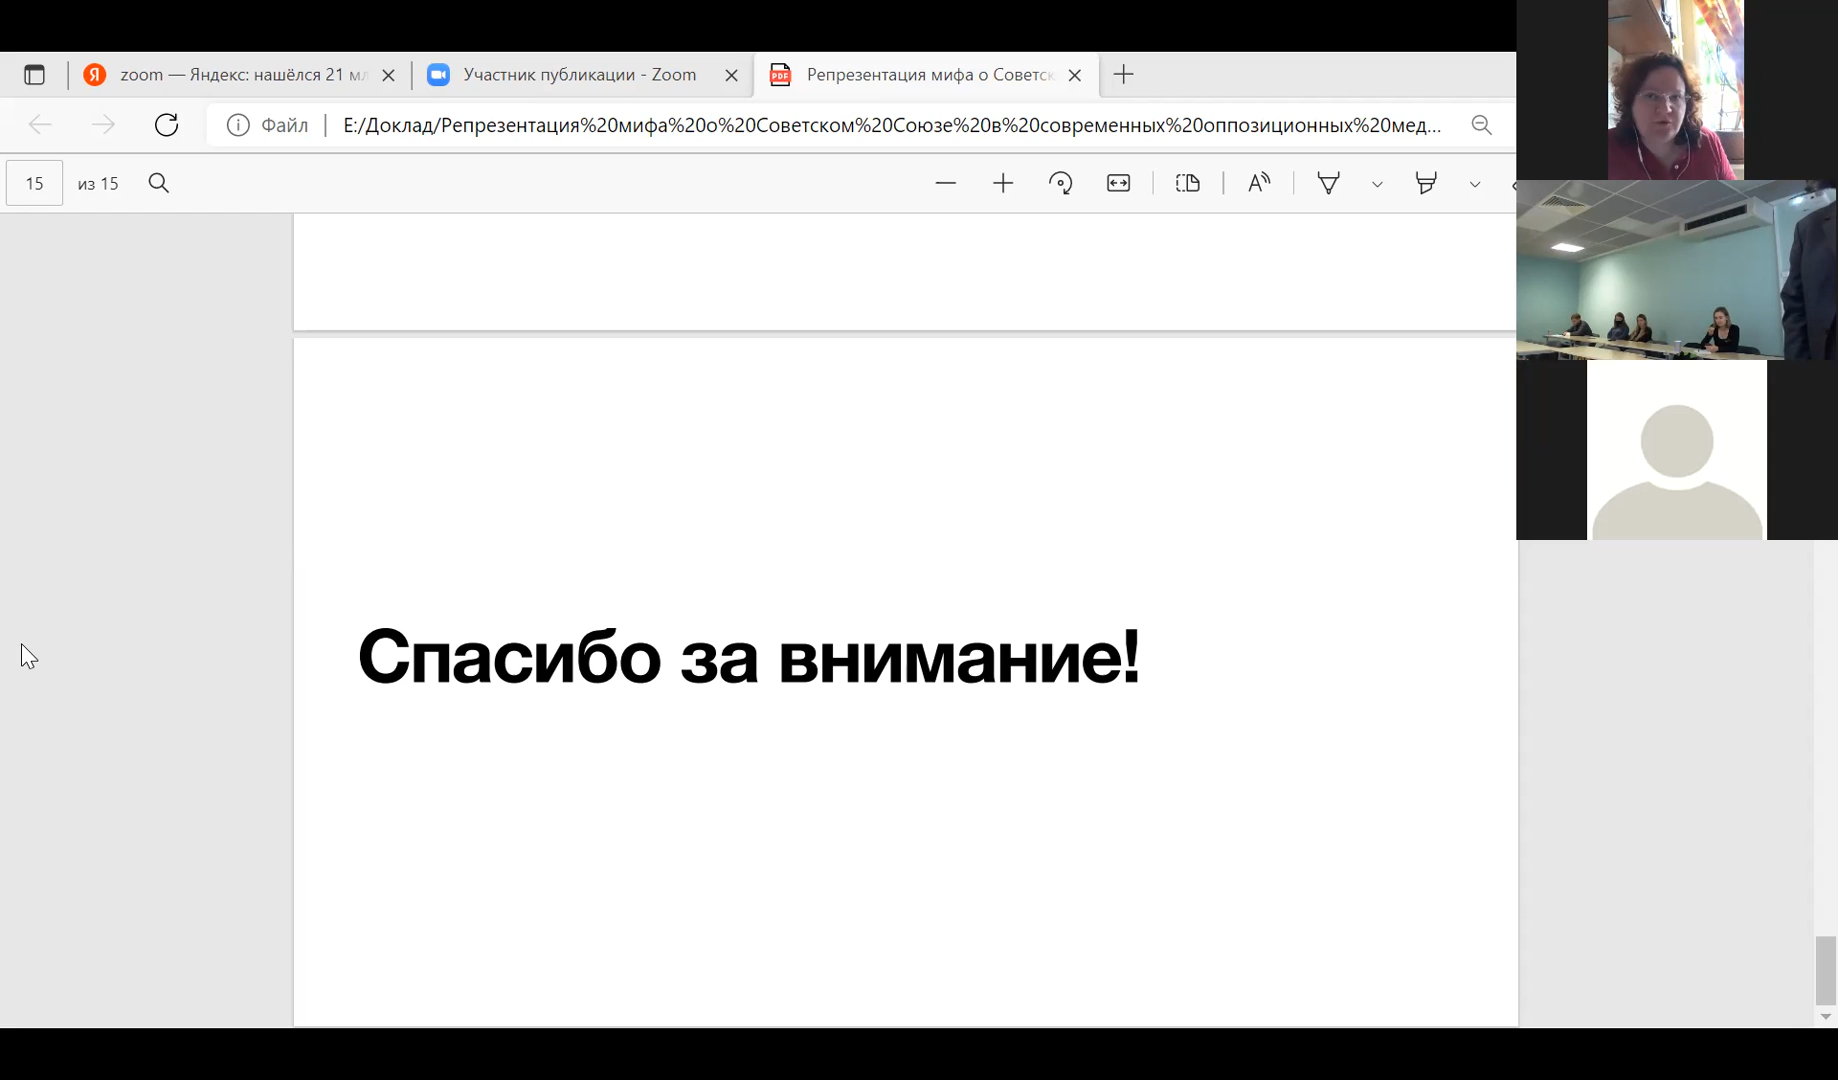 zoom — Яндекс: нашёлся 21 мл
Участник публикации - Zoom
Репрезентация мифа о Советск
Файл
E:/Доклад/Репрезентация%20мифа%20о%20Советском%20Союзе%20в%20современных%20оппозиционных%20мед...
15 из 15
Спасибо за внимание!